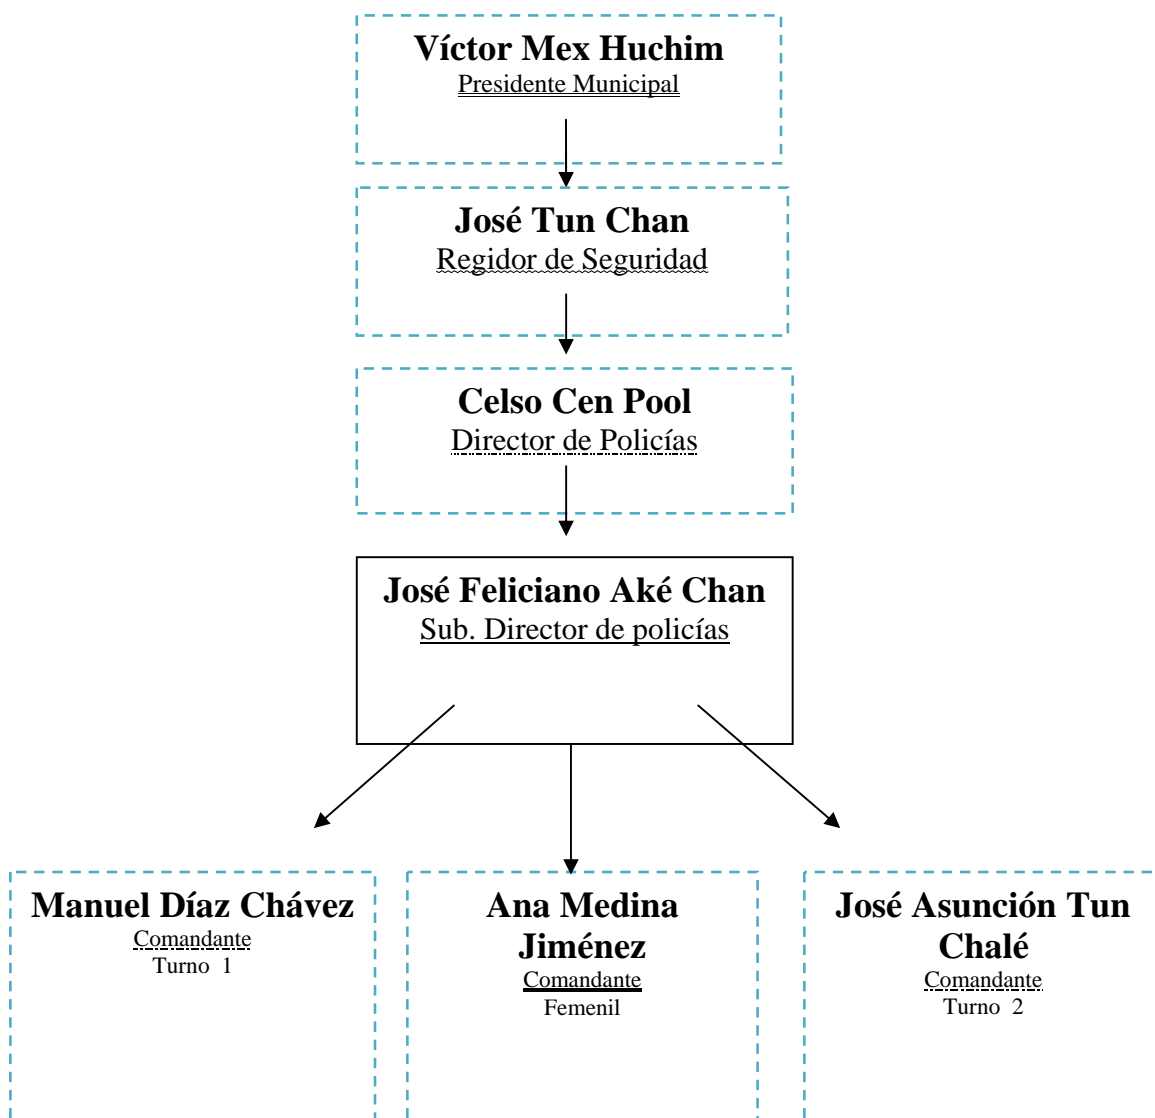 Víctor Mex Huchim
Presidente Municipal
José Tun Chan
Regidor de Seguridad
Celso Cen Pool
Director de Policías
José Feliciano Aké Chan
Sub. Director de policías
Manuel Díaz Chávez
Comandante
Turno 1
Ana Medina
Jiménez
Comandante
Femenil
José Asunción Tun
Chalé
Comandante
Turno 2